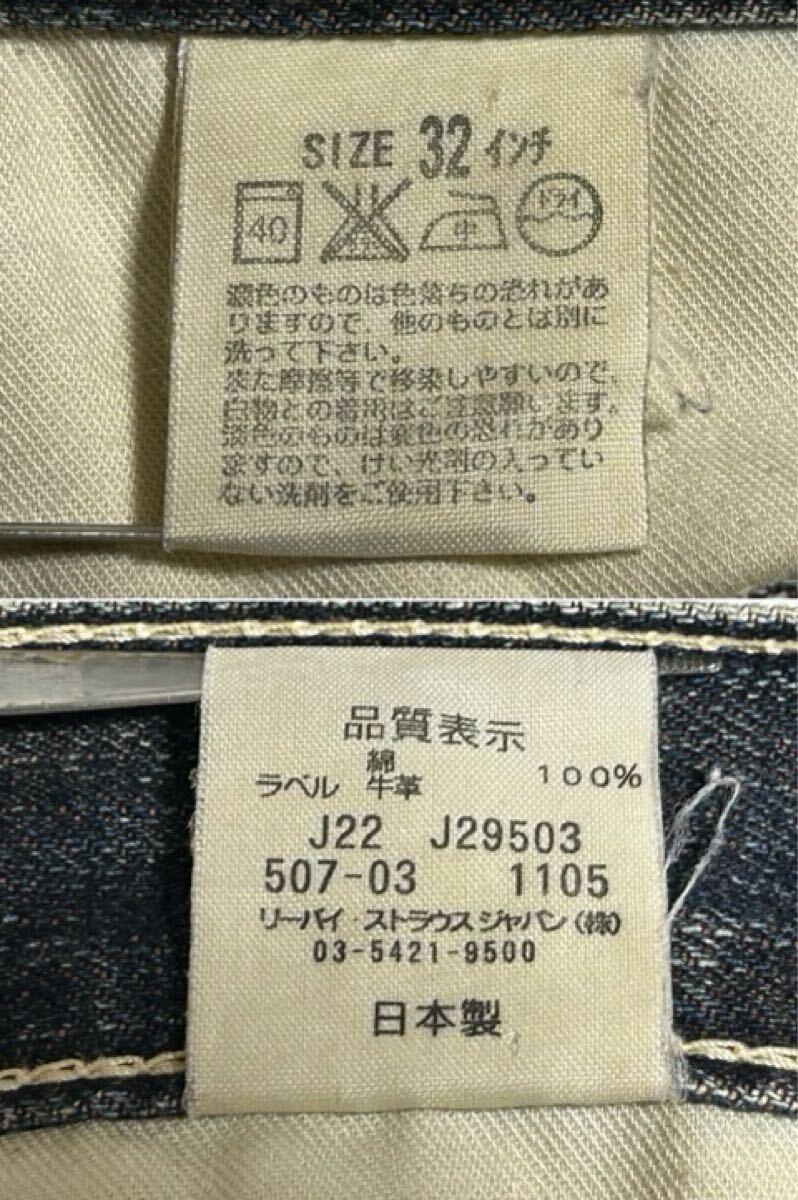 SIZE 32 インチ
40 中 ドライ
濃色のものは色落ちの恐れがあ
りますので、他のものとは別に
洗って下さい。
また摩擦等で移染しやすいので、
白物との着用はご注意願います。
淡色のものは変色の恐れがあり
ますので、けい光剤の入ってい
ない洗剤をご使用下さい。
品質表示
綿 100%
ラベル 牛革
J22 J29503
507-03 1105
リーバイ・ストラウスジャパン(株)
03-5421-9500
日本製